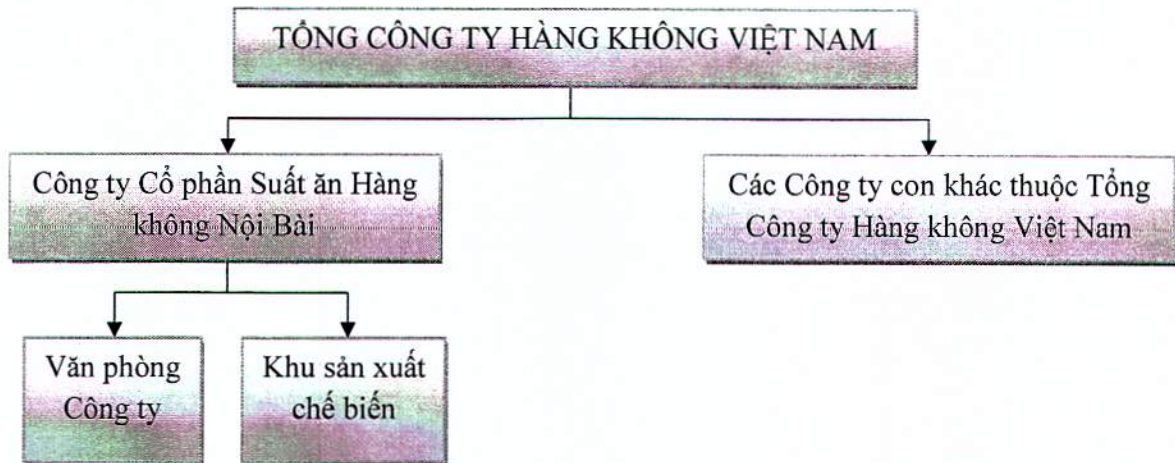 TỔNG CÔNG TY HÀNG KHÔNG VIỆT NAM
Công ty Cổ phần Suất ăn Hàng
không Nội Bài
Các Công ty con khác thuộc Tổng
Công ty Hàng không Việt Nam
Văn phòng
Công ty
Khu sản xuất
chế biến